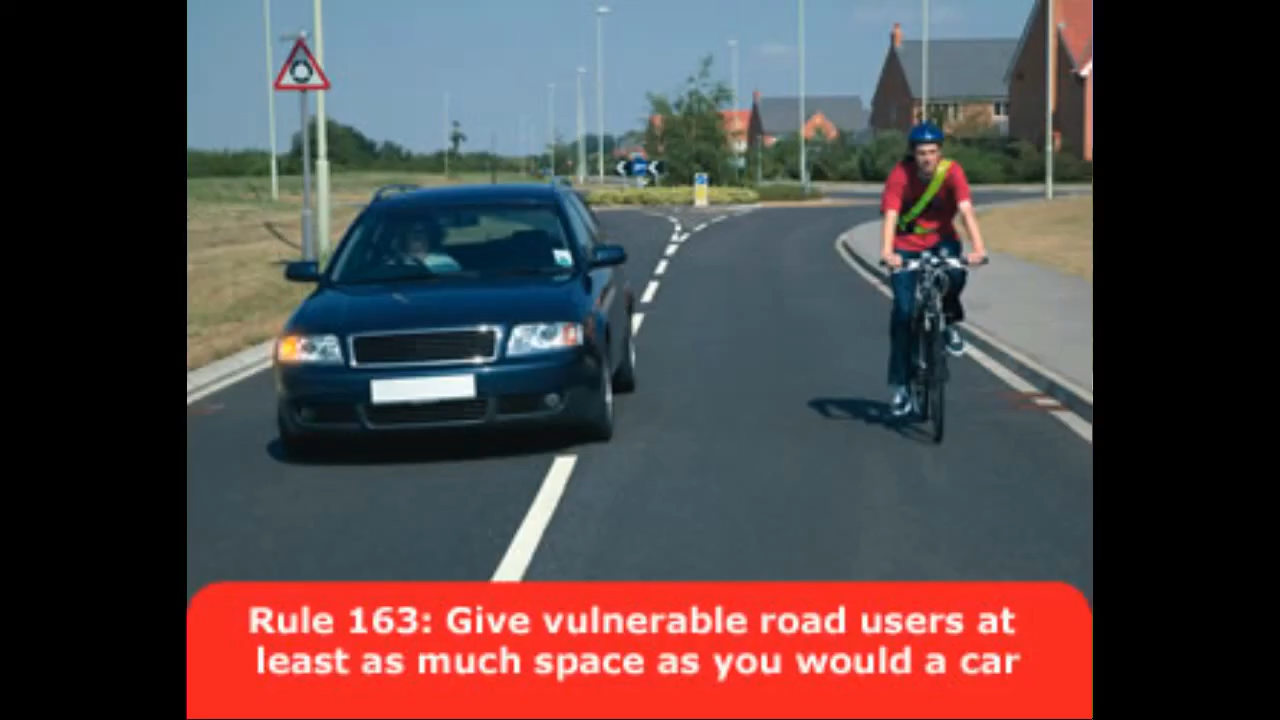 Rule 163: Give vulnerable road users at
least as much space as you would a car